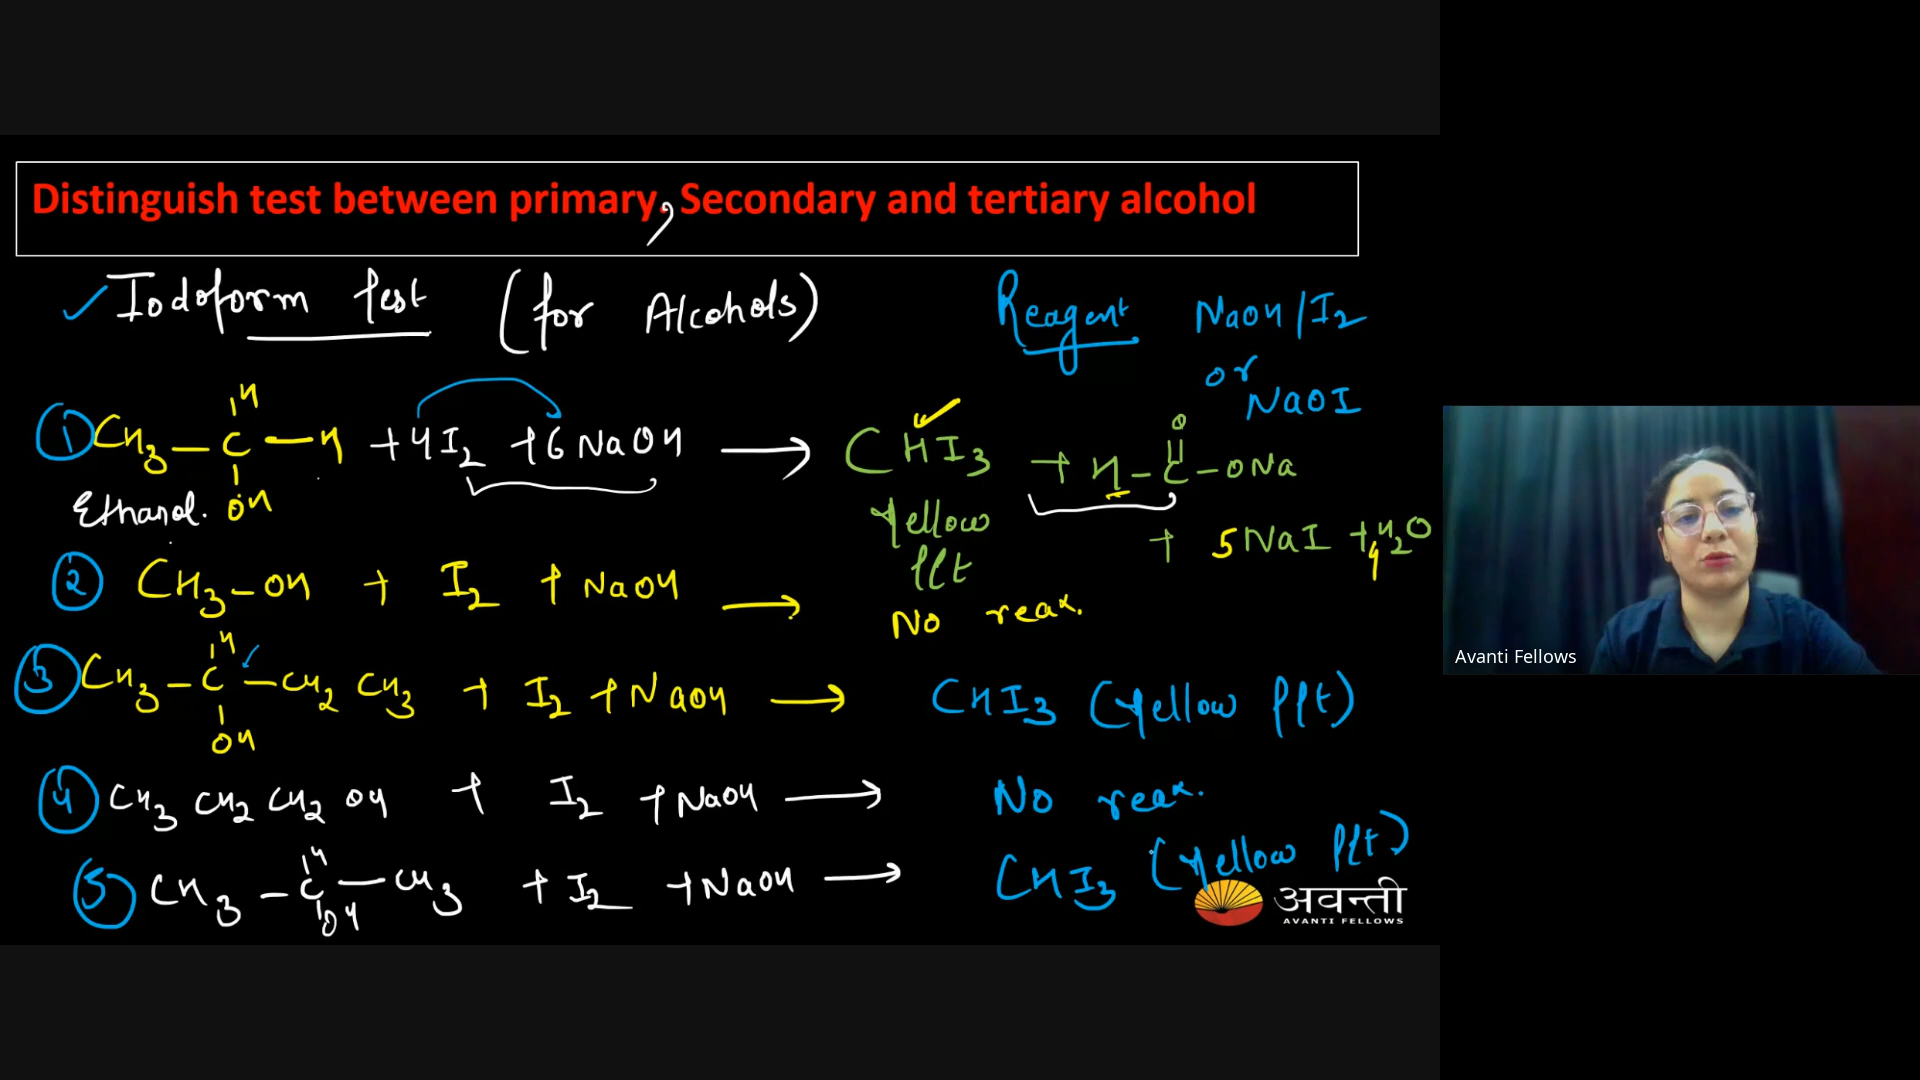 Distinguish test between primary, Secondary and tertiary alcohol
✓ Iodoform test (for Alcohols) Reagent NaOH/I2
or
NaOI
① CH3 – C – H + 4I2 + 6NaOH ⟶ CHI3 + H – C – ONa
H
OH
O
Ethanol.
Yellow
ppt
+ 5NaI + 4H2O
② CH3–OH + I2 + NaOH ⟶ No reax.
③ CH3 – C – CH2 CH3 + I2 + NaOH ⟶ CHI3 (Yellow ppt)
H
OH
④ CH3 CH2 CH2 OH + I2 + NaOH ⟶ No reax.
⑤ CH3 – C – CH3 + I2 + NaOH ⟶ CHI3 (Yellow ppt)
H
OH
अवन्ती
AVANTI FELLOWS
Avanti Fellows